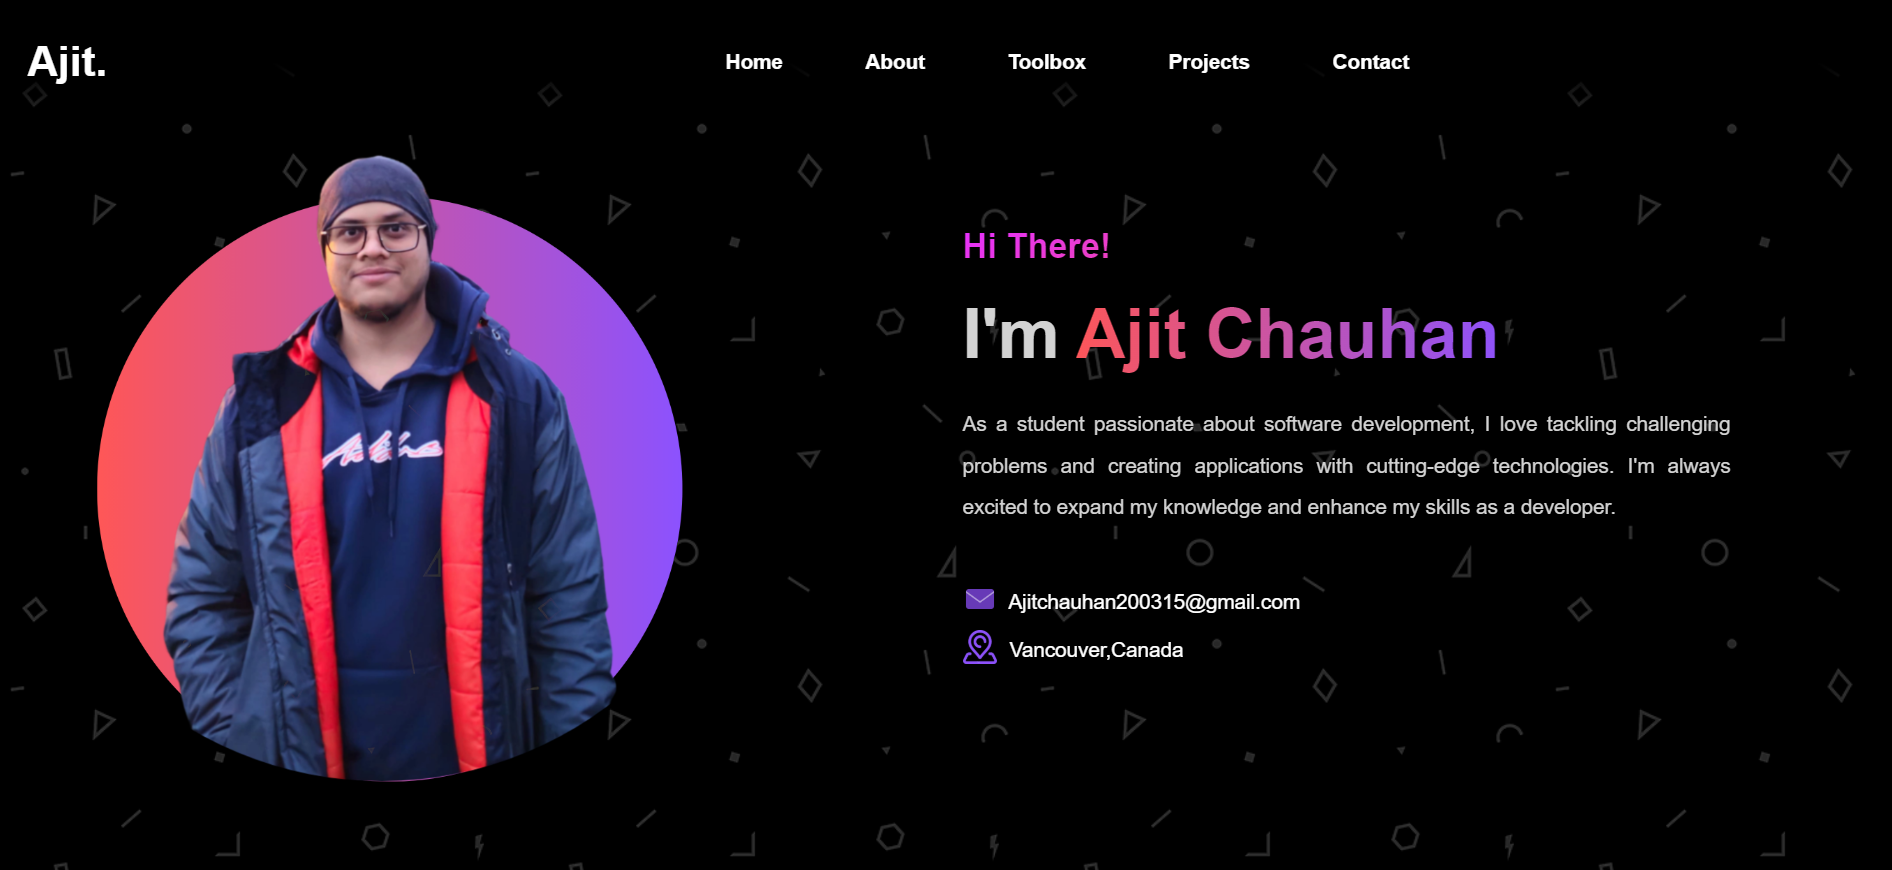 Ajit.
Home About Toolbox Projects Contact
Hi There!
I'm Ajit Chauhan
As a student passionate about software development, I love tackling challenging
problems and creating applications with cutting-edge technologies. I'm always
excited to expand my knowledge and enhance my skills as a developer.
Ajitchauhan200315@gmail.com
Vancouver,Canada